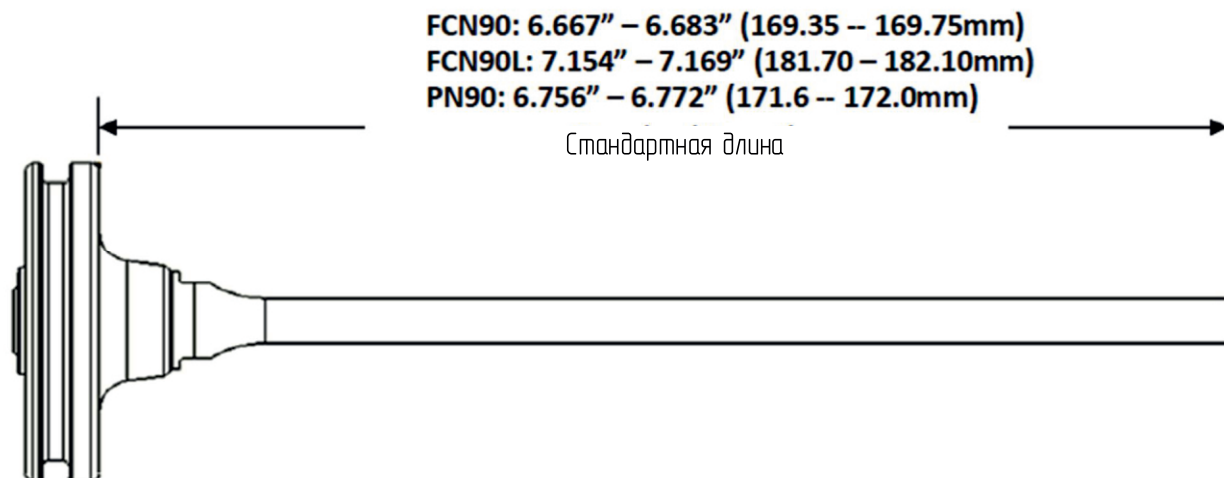 FCN90: 6.667” – 6.683” (169.35 -- 169.75mm)
FCN90L: 7.154” – 7.169” (181.70 – 182.10mm)
PN90: 6.756” – 6.772” (171.6 -- 172.0mm)
Стандартная длина